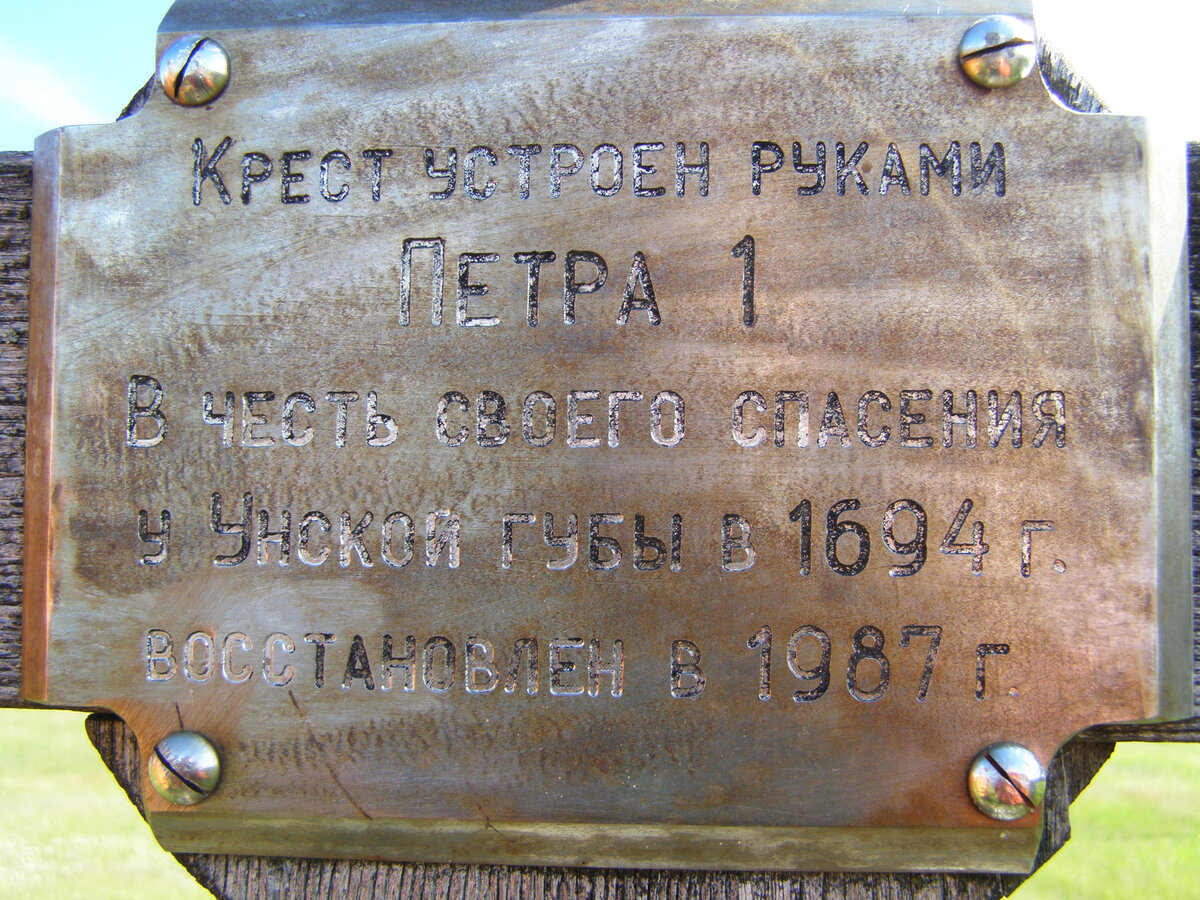 Крест устроен руками
Петра 1
В честь своего спасения
у Унской губы в 1694 г.
восстановлен в 1987 г.